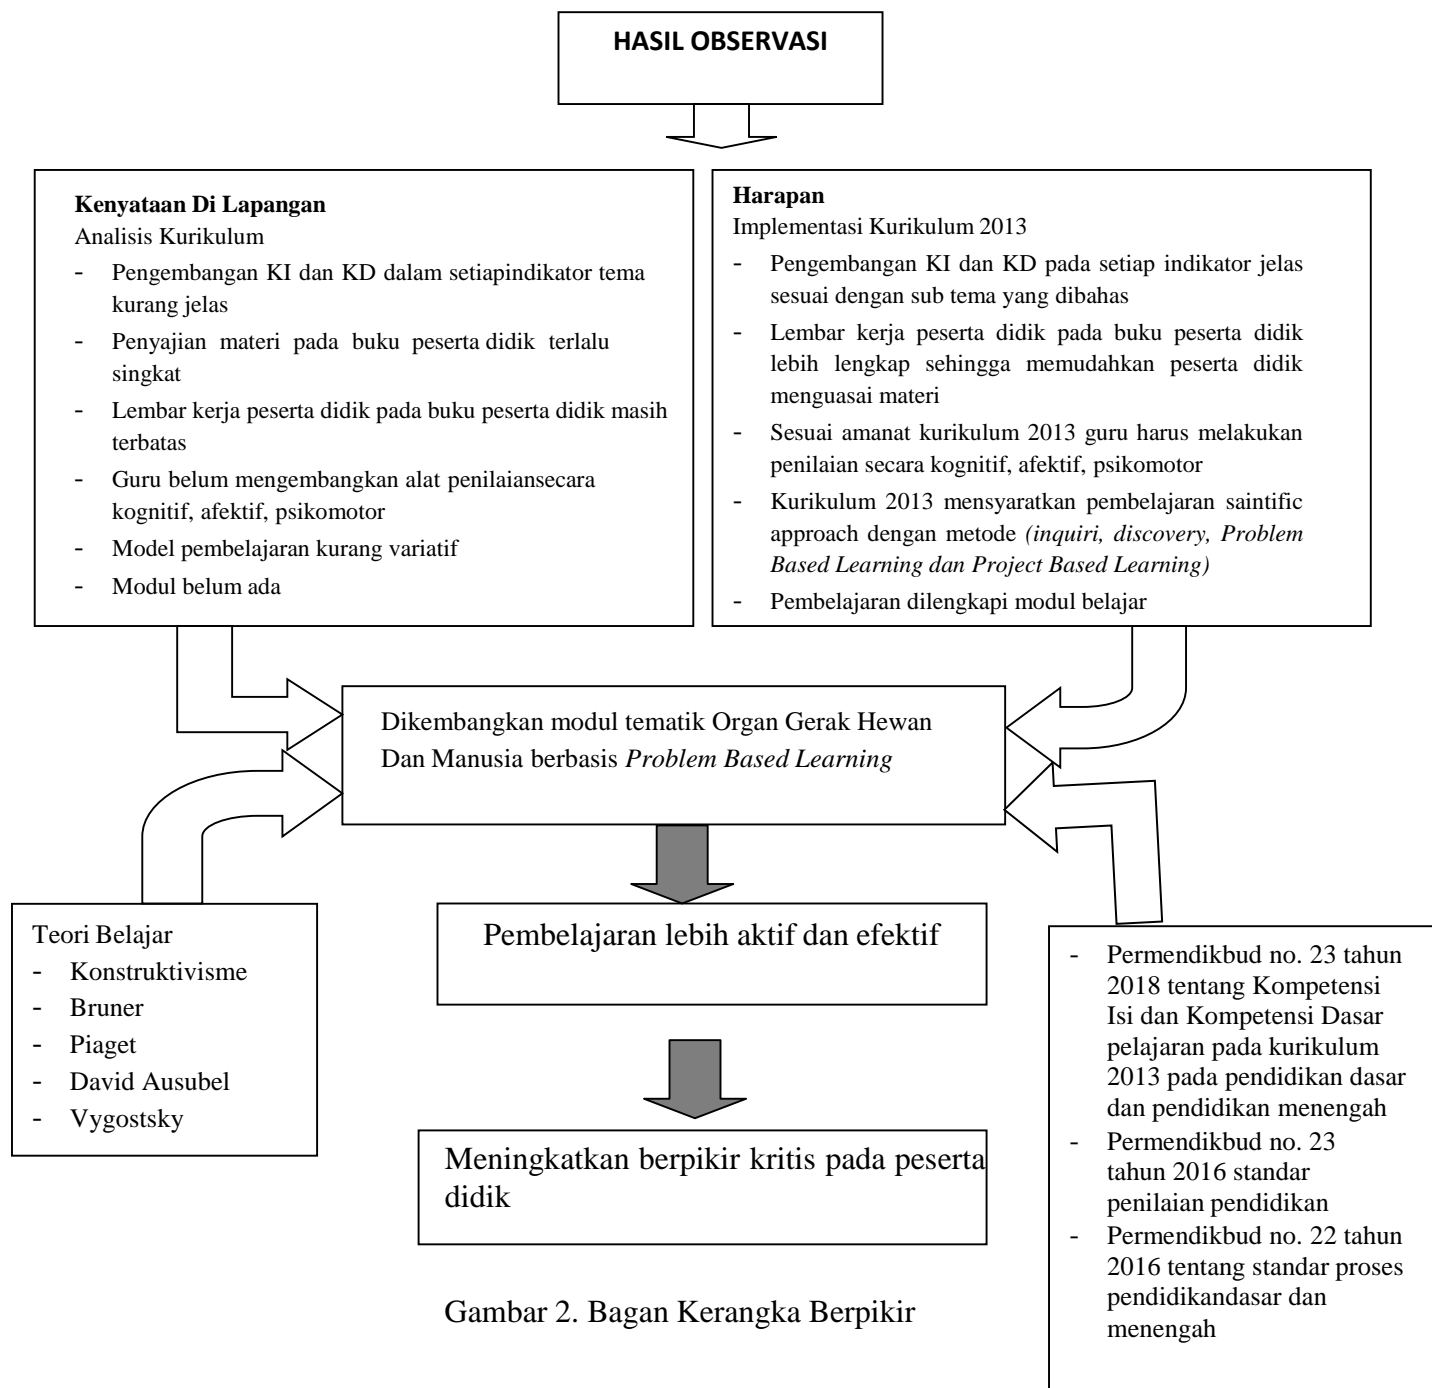 HASIL OBSERVASI
Kenyataan Di Lapangan
Analisis Kurikulum
- Pengembangan KI dan KD dalam setiapindikator tema
kurang jelas
- Penyajian materi pada buku peserta didik terlalu
singkat
- Lembar kerja peserta didik pada buku peserta didik masih
terbatas
- Guru belum mengembangkan alat penilaiansecara
kognitif, afektif, psikomotor
- Model pembelajaran kurang variatif
- Modul belum ada
Harapan
Implementasi Kurikulum 2013
- Pengembangan KI dan KD pada setiap indikator jelas
sesuai dengan sub tema yang dibahas
- Lembar kerja peserta didik pada buku peserta didik
lebih lengkap sehingga memudahkan peserta didik
menguasai materi
- Sesuai amanat kurikulum 2013 guru harus melakukan
penilaian secara kognitif, afektif, psikomotor
- Kurikulum 2013 mensyaratkan pembelajaran saintific
approach dengan metode (inquiri, discovery, Problem
Based Learning dan Project Based Learning)
- Pembelajaran dilengkapi modul belajar
Dikembangkan modul tematik Organ Gerak Hewan
Dan Manusia berbasis Problem Based Learning
Teori Belajar
- Konstruktivisme
- Bruner
- Piaget
- David Ausubel
- Vygostsky
Pembelajaran lebih aktif dan efektif
Meningkatkan berpikir kritis pada peserta
didik
- Permendikbud no. 23 tahun
2018 tentang Kompetensi
Isi dan Kompetensi Dasar
pelajaran pada kurikulum
2013 pada pendidikan dasar
dan pendidikan menengah
- Permendikbud no. 23
tahun 2016 standar
penilaian pendidikan
- Permendikbud no. 22 tahun
2016 tentang standar proses
pendidikandasar dan
menengah
Gambar 2. Bagan Kerangka Berpikir